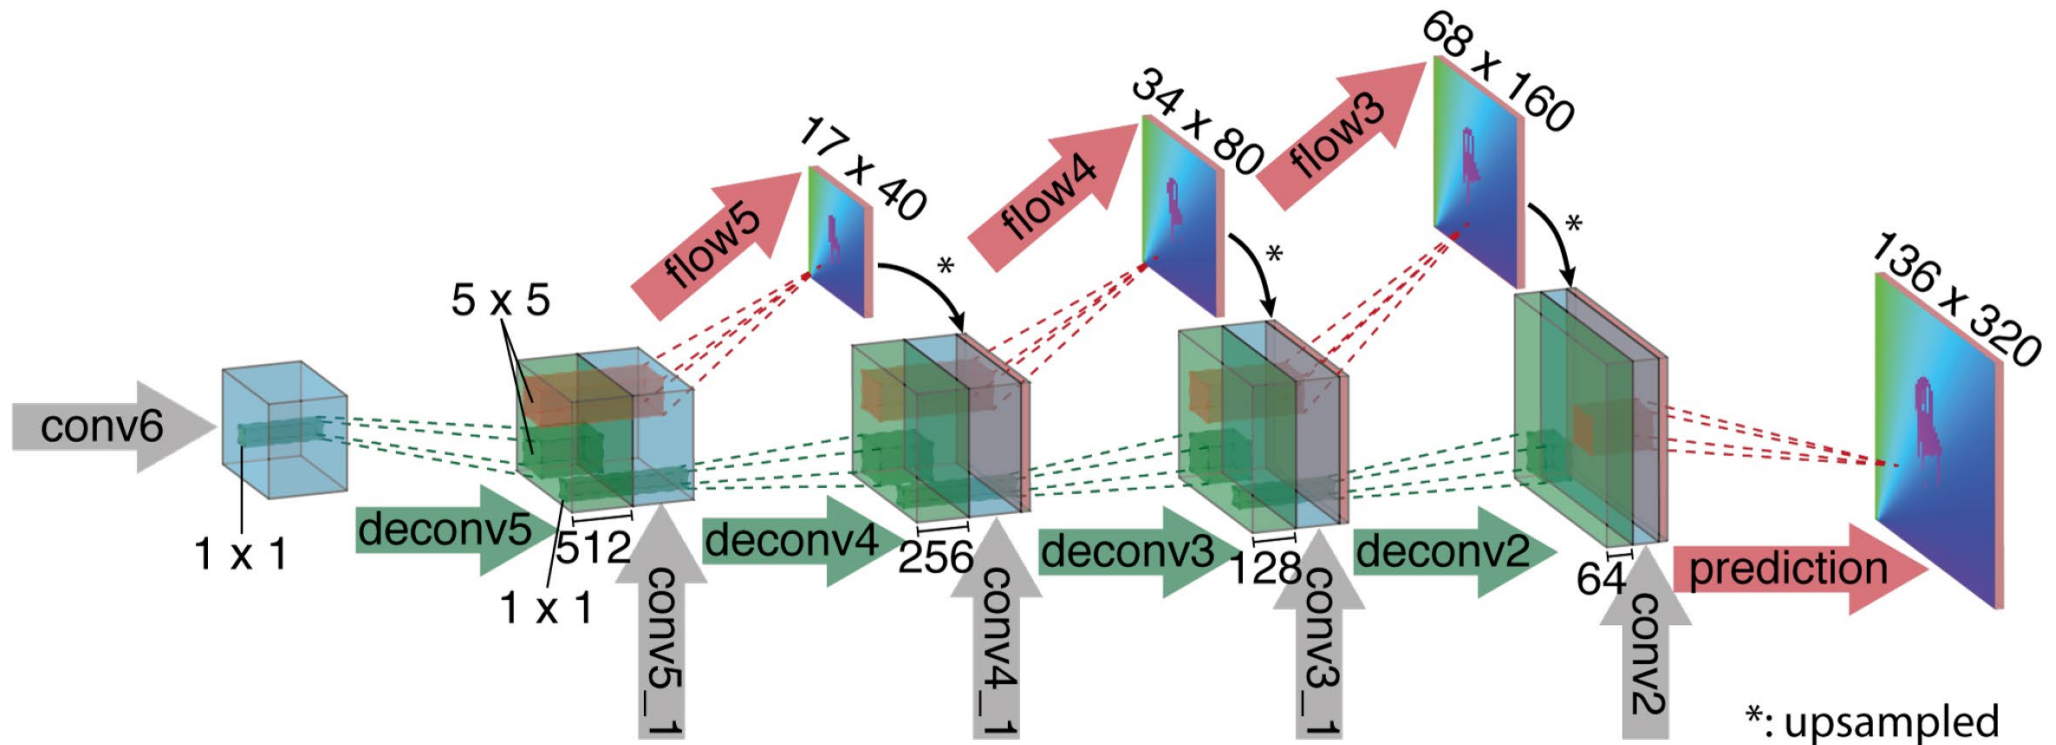 conv6
1 x 1
deconv5
5 x 5
512
1 x 1
conv5_1
flow5
17 x 40
*
deconv4
256
conv4_1
flow4
34 x 80
*
deconv3
128
conv3_1
flow3
68 x 160
*
deconv2
64
conv2
prediction
136 x 320
*: upsampled